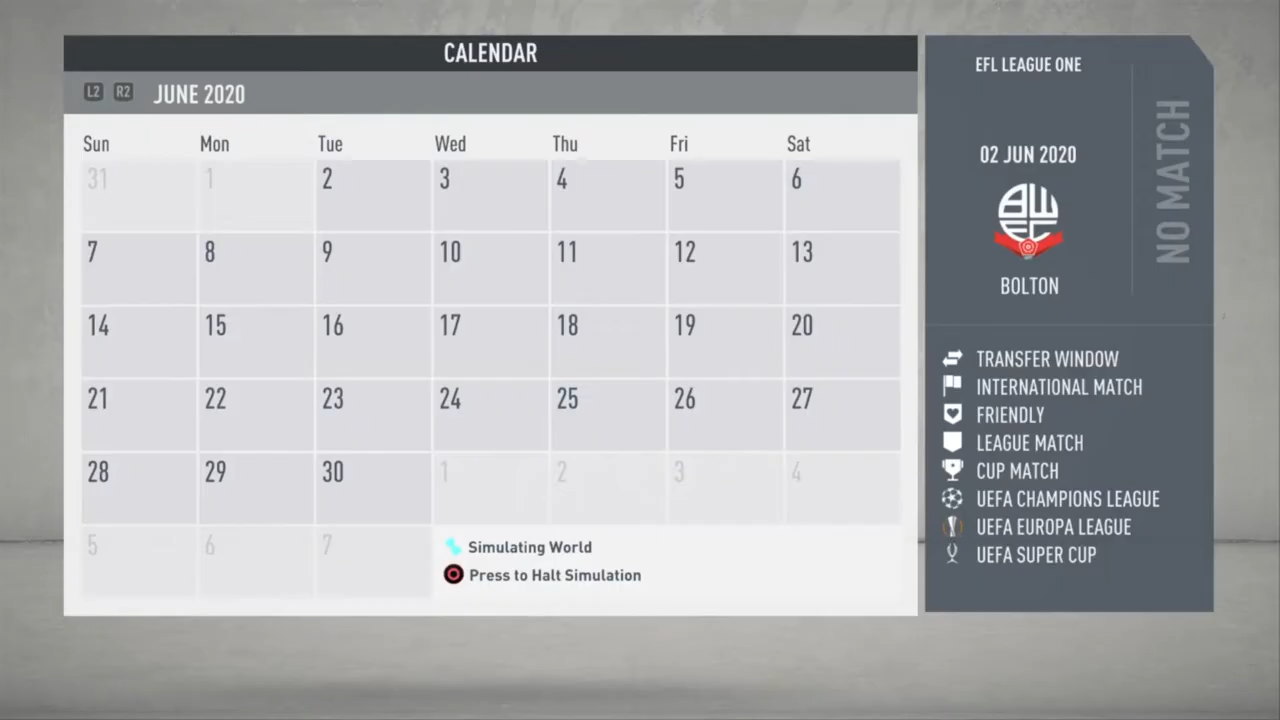 CALENDAR
L2 R2 JUNE 2020
Sun Mon Tue Wed Thu Fri Sat
31 1 2 3 4 5 6
7 8 9 10 11 12 13
14 15 16 17 18 19 20
21 22 23 24 25 26 27
28 29 30 1 2 3 4
5 6 7
Simulating World
Press to Halt Simulation
EFL LEAGUE ONE
02 JUN 2020
BWFC
BOLTON
NO MATCH
TRANSFER WINDOW
INTERNATIONAL MATCH
FRIENDLY
LEAGUE MATCH
CUP MATCH
UEFA CHAMPIONS LEAGUE
UEFA EUROPA LEAGUE
UEFA SUPER CUP